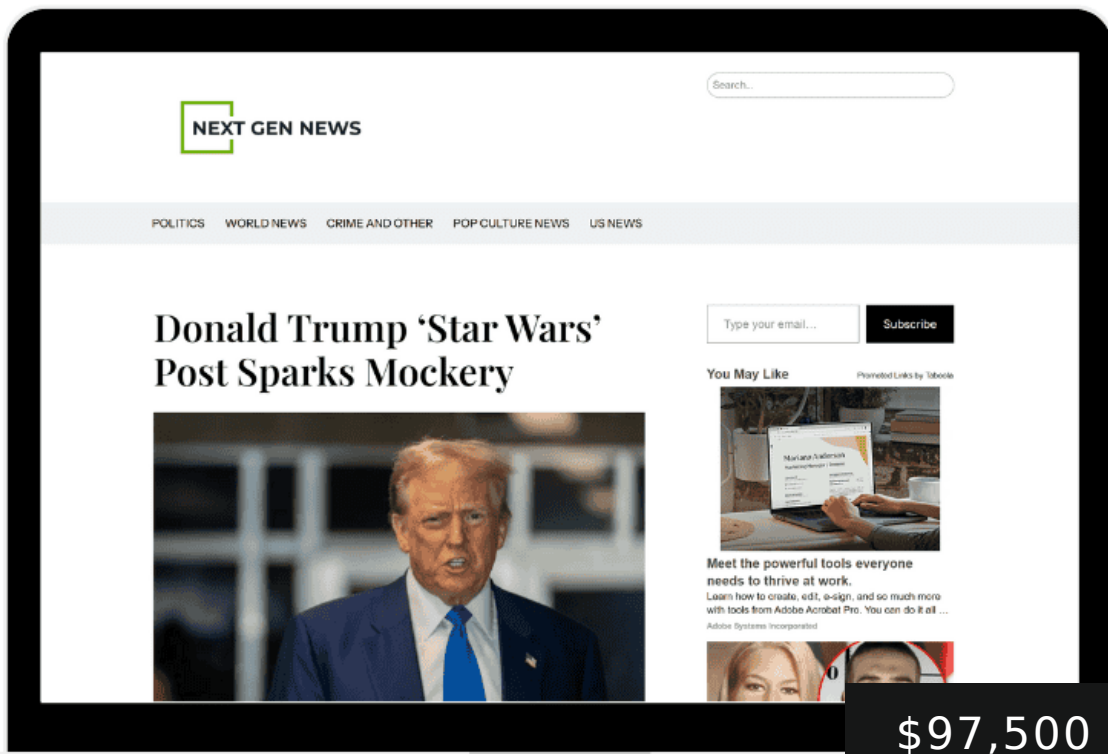 Search...
NEXT GEN NEWS
POLITICS WORLD NEWS CRIME AND OTHER POP CULTURE NEWS US NEWS
Donald Trump ‘Star Wars’
Post Sparks Mockery
Type your email...
Subscribe
You May Like
Promoted Links by Taboola
Mariana Anderson
Meet the powerful tools everyone
needs to thrive at work.
Learn how to create, edit, e-sign, and so much more
with tools from Adobe Acrobat Pro. You can do it all ...
Adobe Systems Incorporated
$97,500